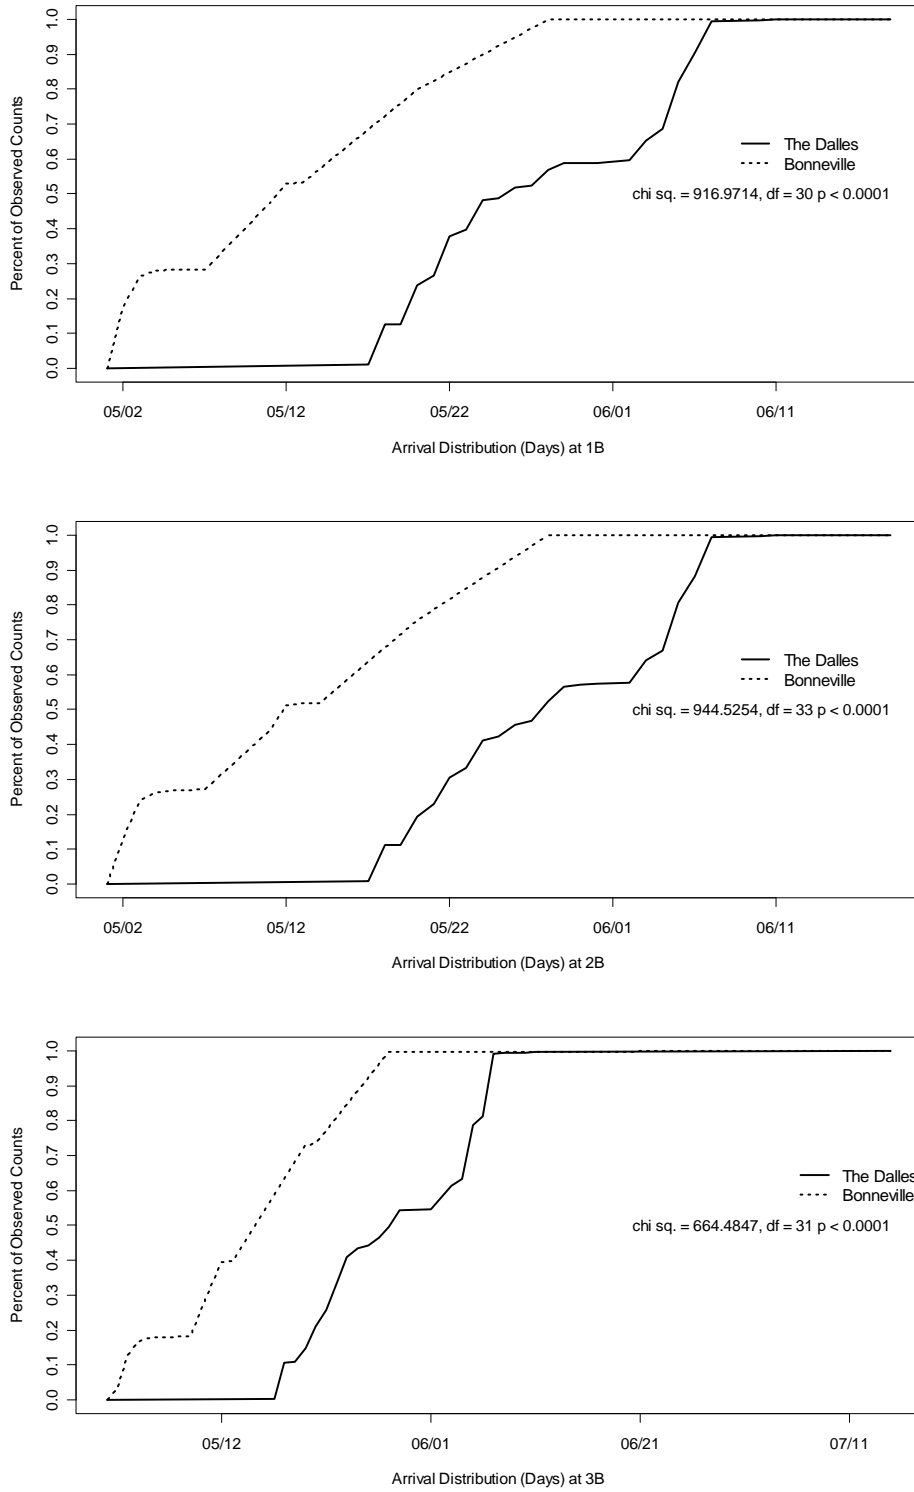 1.0
0.9
0.8
0.7
0.6
0.5
0.4
0.3
0.2
0.1
0.0
Percent of Observed Counts
The Dalles
Bonneville
chi sq. = 916.9714, df = 30 p < 0.0001
05/02 05/12 05/22 06/01 06/11
Arrival Distribution (Days) at 1B
1.0
0.9
0.8
0.7
0.6
0.5
0.4
0.3
0.2
0.1
0.0
Percent of Observed Counts
The Dalles
Bonneville
chi sq. = 944.5254, df = 33 p < 0.0001
05/02 05/12 05/22 06/01 06/11
Arrival Distribution (Days) at 2B
1.0
0.9
0.8
0.7
0.6
0.5
0.4
0.3
0.2
0.1
0.0
Percent of Observed Counts
The Dalles
Bonneville
chi sq. = 664.4847, df = 31 p < 0.0001
05/12 06/01 06/21 07/11
Arrival Distribution (Days) at 3B